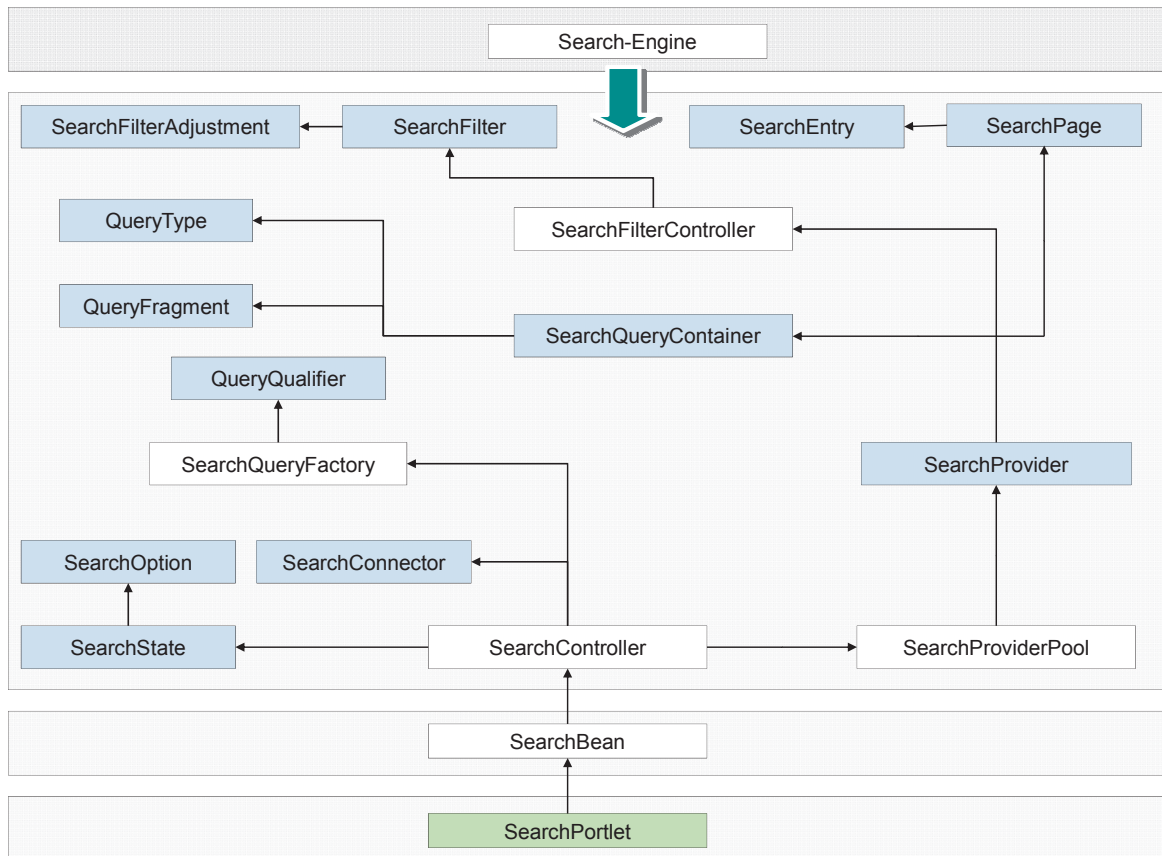 Search-Engine
SearchFilterAdjustment
SearchFilter
SearchEntry
SearchPage
QueryType
SearchFilterController
QueryFragment
SearchQueryContainer
QueryQualifier
SearchQueryFactory
SearchProvider
SearchOption
SearchConnector
SearchState
SearchController
SearchProviderPool
SearchBean
SearchPortlet